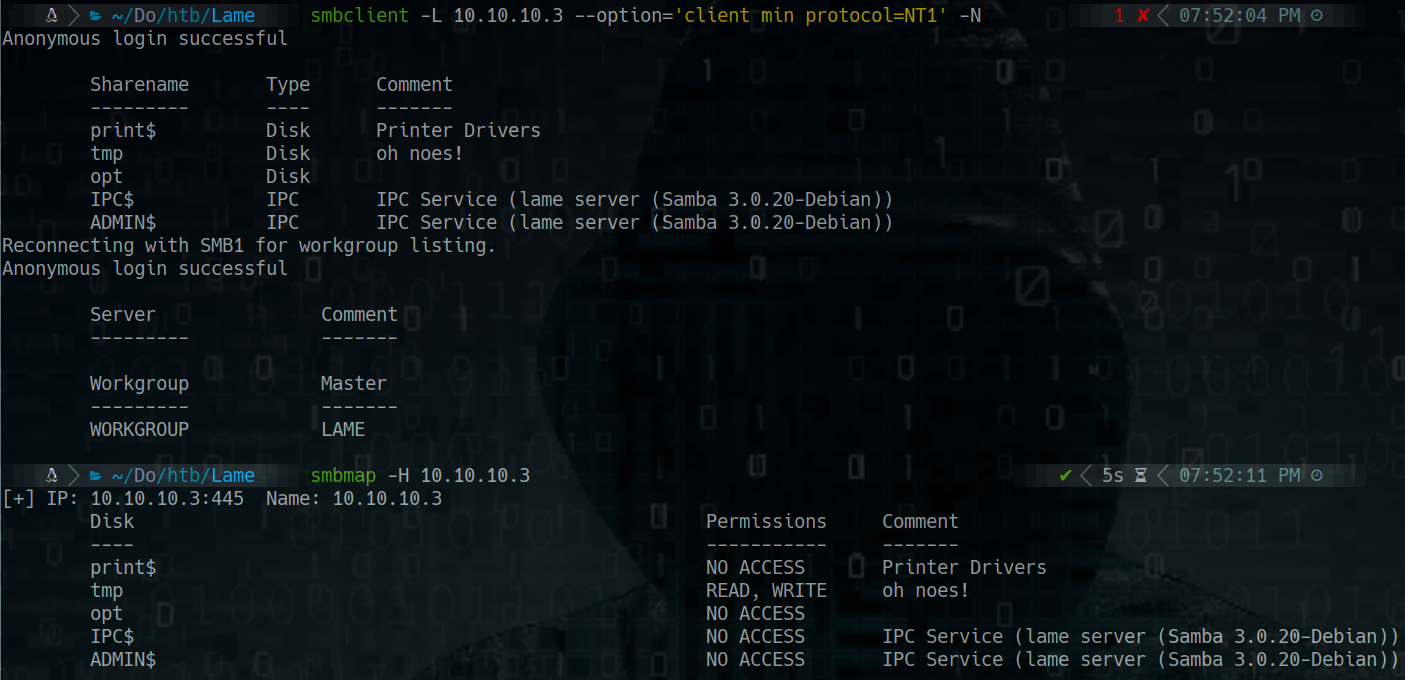 ~/Do/htb/Lame smbclient -L 10.10.10.3 --option='client min protocol=NT1' -N 1 ✘ 07:52:04 PM
Anonymous login successful
Sharename Type Comment
--------- ---- -------
print$ Disk Printer Drivers
tmp Disk oh noes!
opt Disk
IPC$ IPC IPC Service (lame server (Samba 3.0.20-Debian))
ADMIN$ IPC IPC Service (lame server (Samba 3.0.20-Debian))
Reconnecting with SMB1 for workgroup listing.
Anonymous login successful
Server Comment
--------- -------
Workgroup Master
--------- -------
WORKGROUP LAME
~/Do/htb/Lame smbmap -H 10.10.10.3 ✔ 5s 07:52:11 PM
[+] IP: 10.10.10.3:445 Name: 10.10.10.3
Disk Permissions Comment
---- ----------- -------
print$ NO ACCESS Printer Drivers
tmp READ, WRITE oh noes!
opt NO ACCESS
IPC$ NO ACCESS IPC Service (lame server (Samba 3.0.20-Debian))
ADMIN$ NO ACCESS IPC Service (lame server (Samba 3.0.20-Debian))